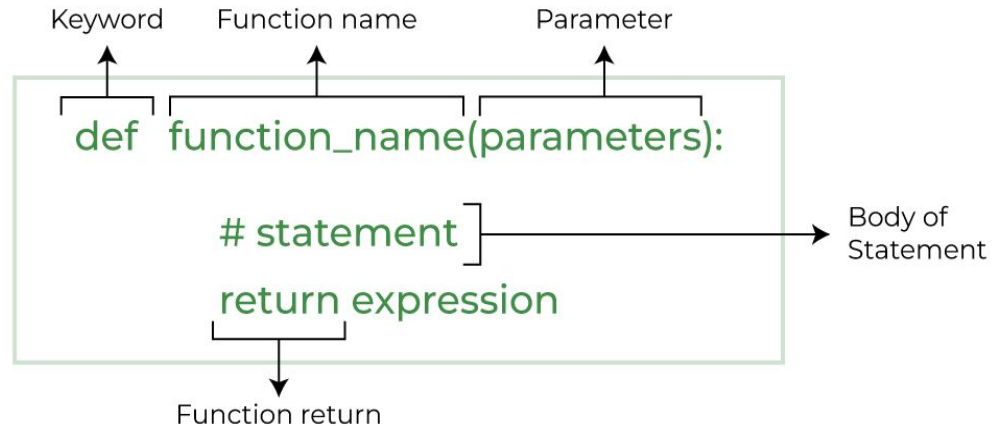 Keyword Function name Parameter
def function_name(parameters):
# statement
Body of
Statement
return expression
Function return